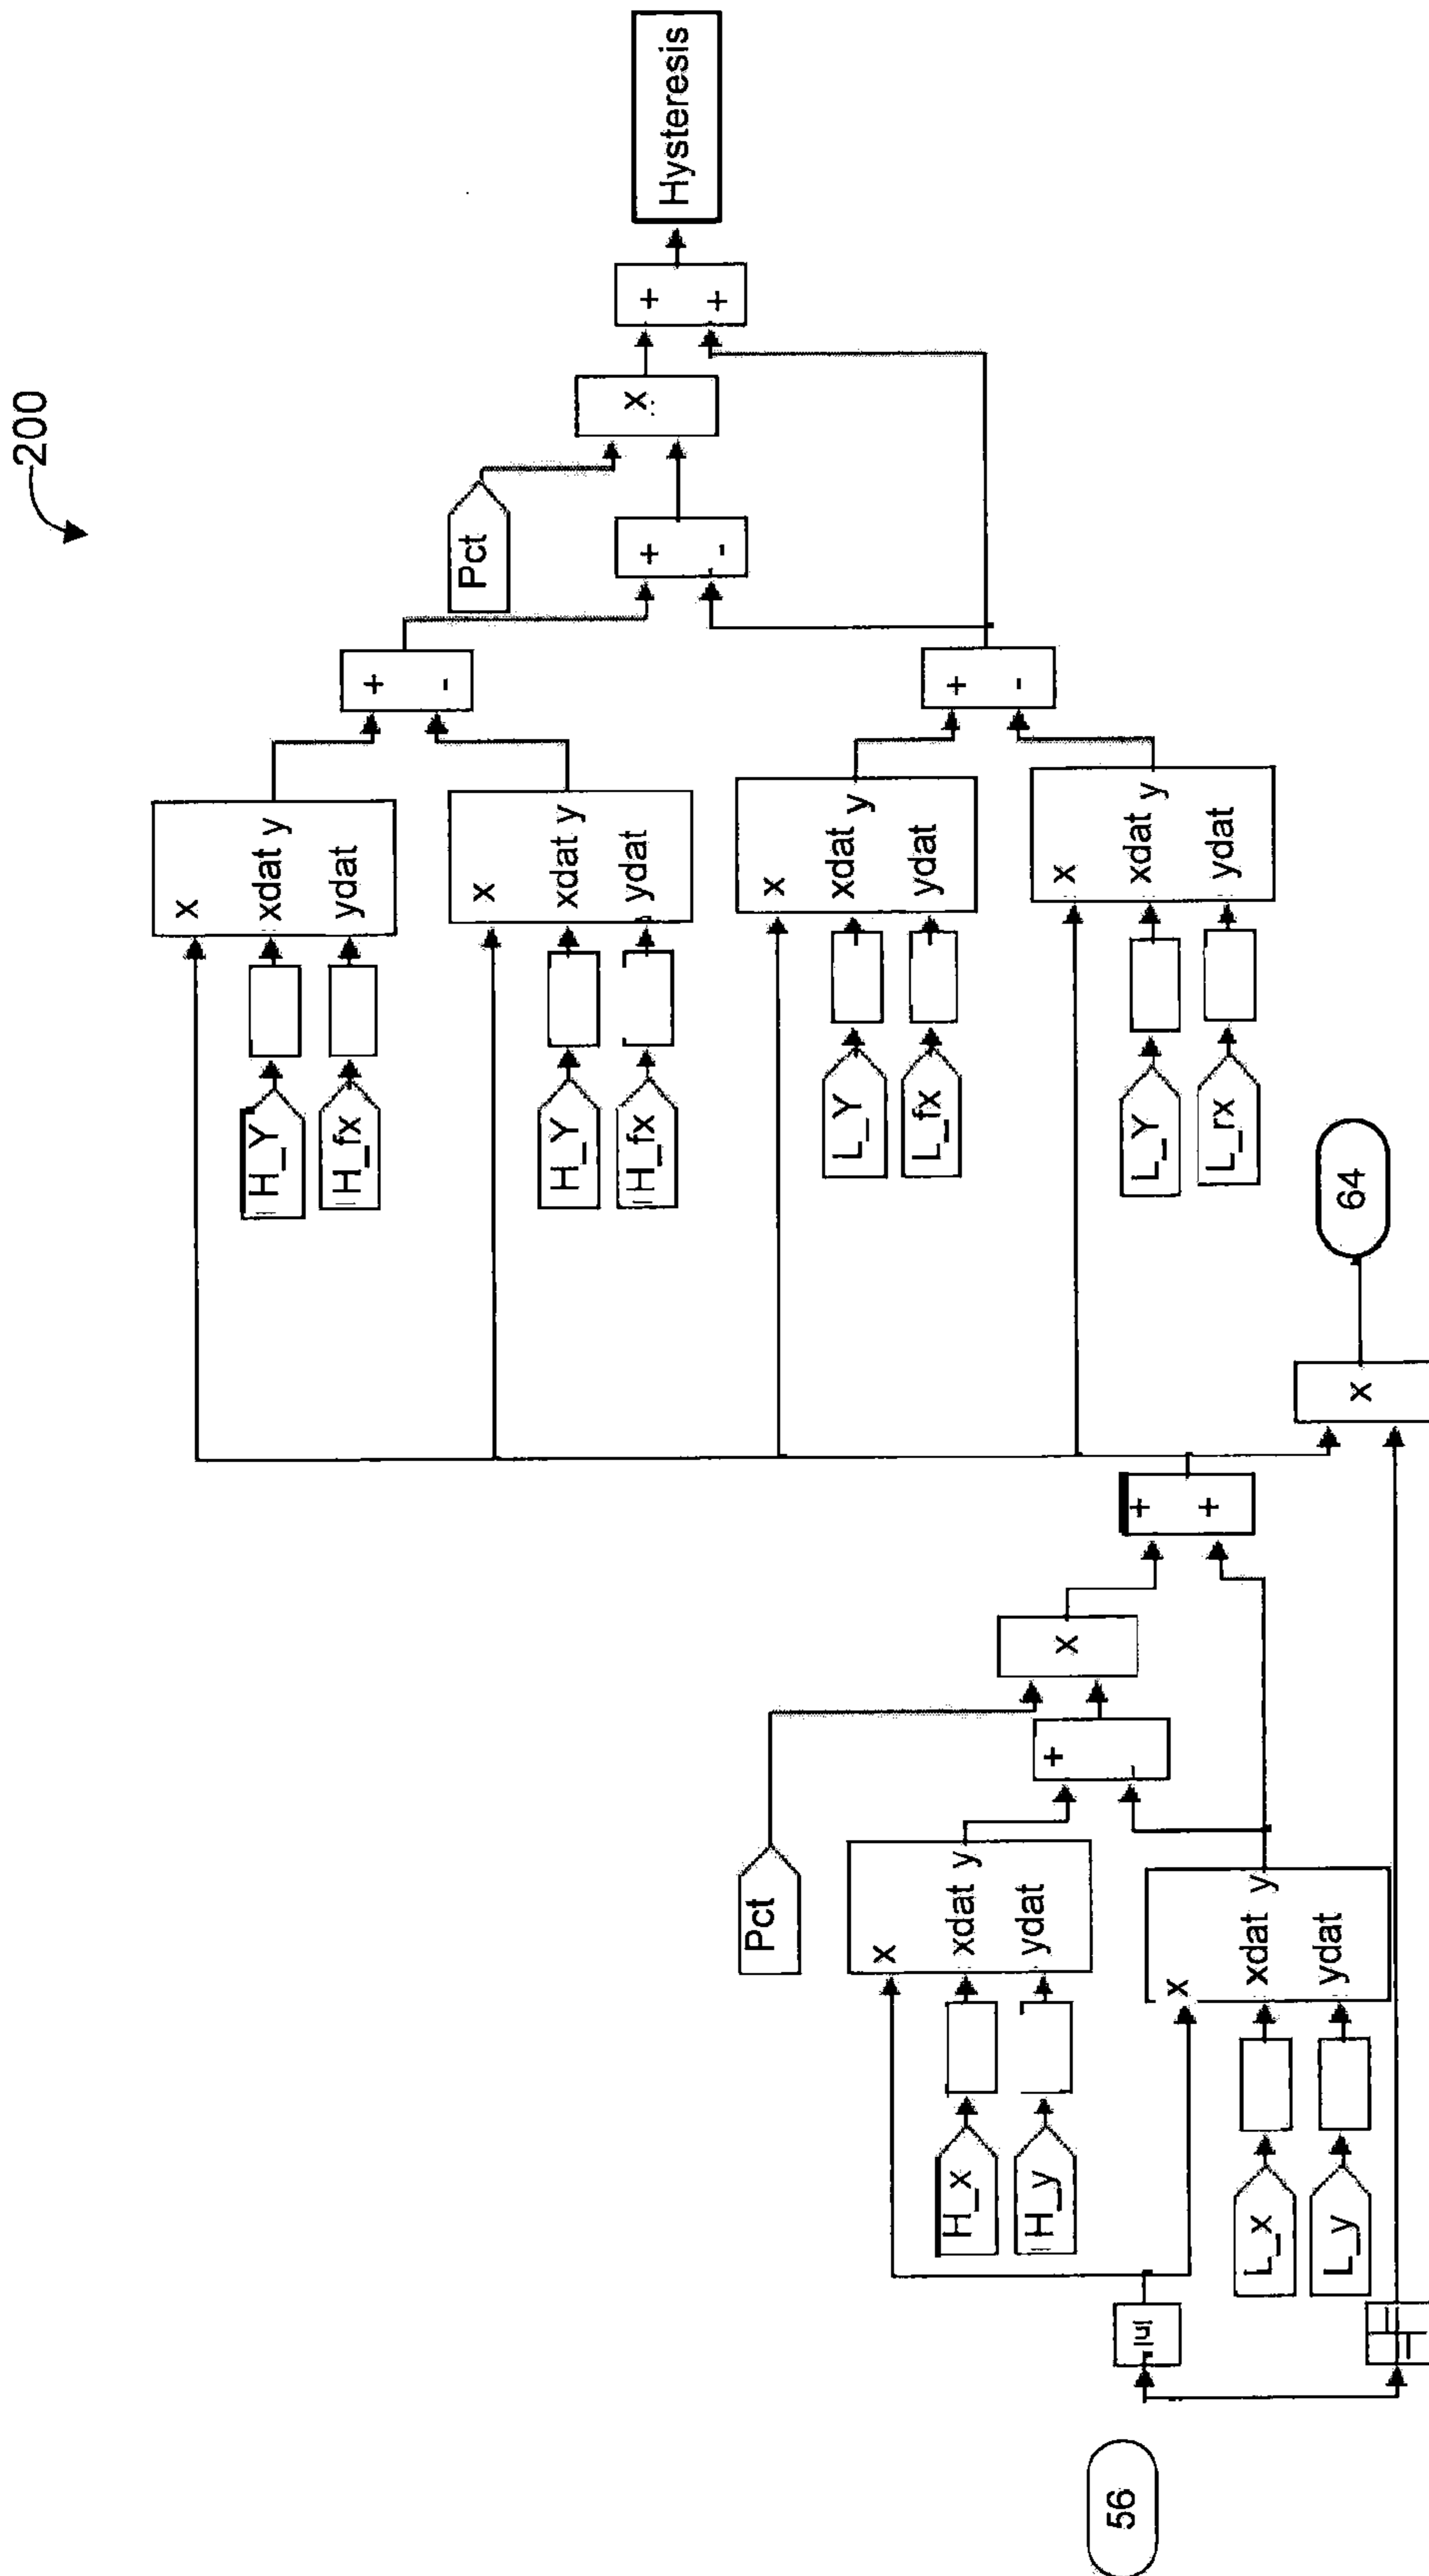 200
Hysteresis
+
+
x
Pct
+
-
+
-
+
-
x
xdat y
ydat
H_Y
H_fx
x
xdat y
ydat
H_Y
H_fx
x
xdat y
ydat
L_Y
L_fx
x
xdat y
ydat
L_Y
L_rx
64
x
+
+
x
Pct
+
-
x
xdat y
ydat
H_x
H_y
x
xdat y
ydat
L_x
L_y
56